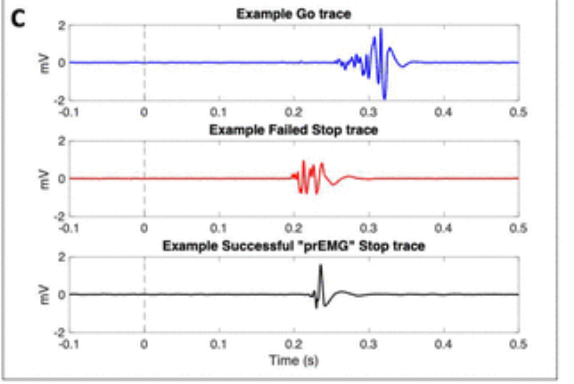 C
Example Go trace
2
0
-2
mV
-0.1 0 0.1 0.2 0.3 0.4 0.5
Example Failed Stop trace
2
0
-2
mV
-0.1 0 0.1 0.2 0.3 0.4 0.5
Example Successful "prEMG" Stop trace
2
0
-2
mV
-0.1 0 0.1 0.2 0.3 0.4 0.5
Time (s)